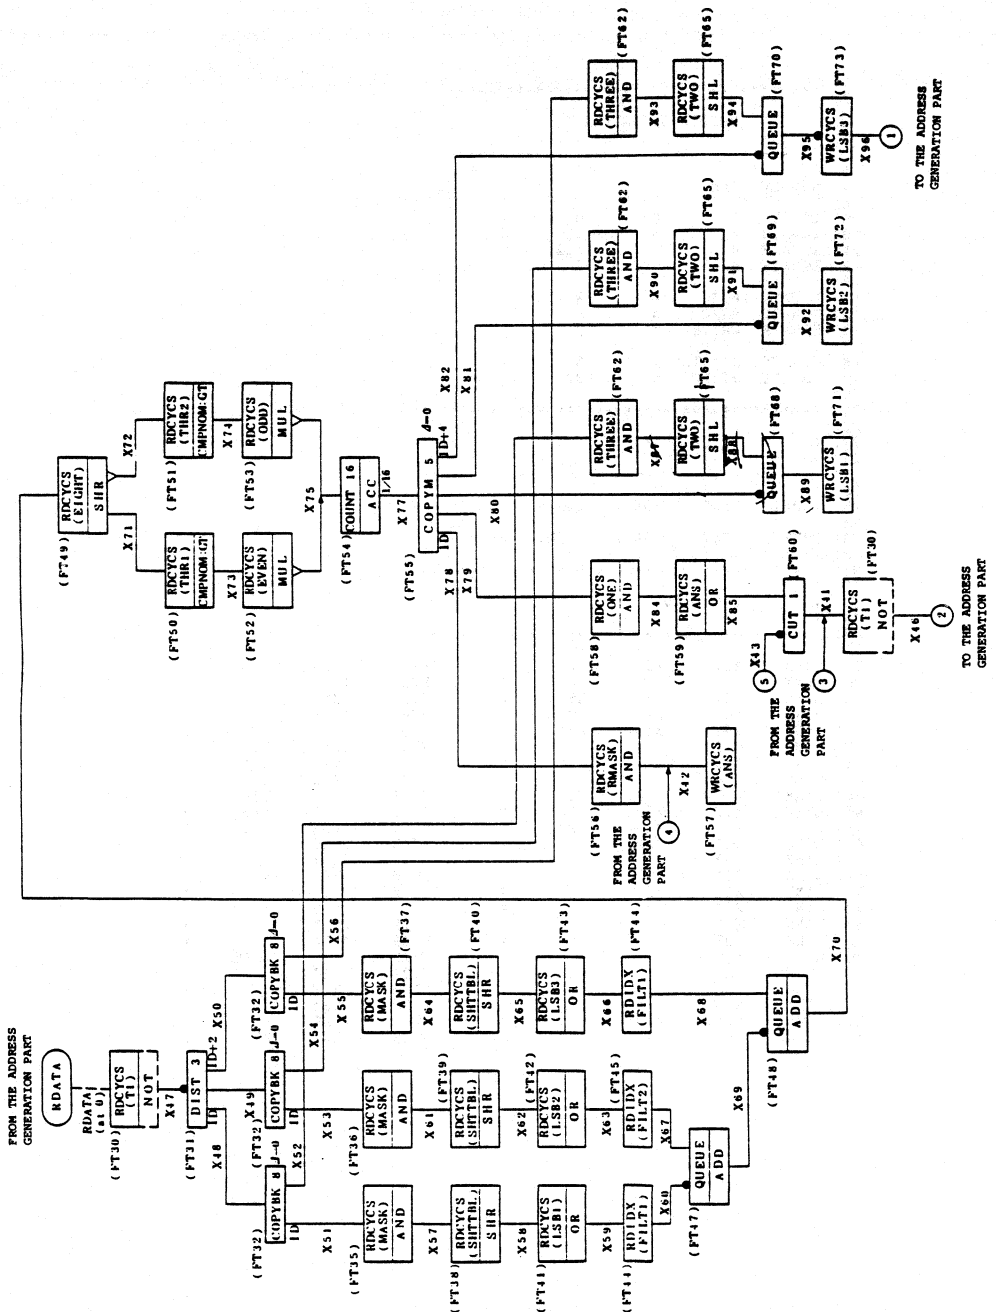 FROM THE ADDRESS
GENERATION PART
RDATA
RDATA
(at 0)
RDCYCS
(T1)
NOT
(FT30)
X47
DIST 3
(FT31)
ID
ID+2
X48
X49
X50
COPYBK 8
(FT32)
ID
X51
X52
COPYBK 8
(FT32)
ID
X53
X54
COPYBK 8
(FT32)
ID
X55
X56
RDCYCS
(MASK)
AND
(FT35)
X57
RDCYCS
(SHTTBL)
SHR
(FT38)
X58
RDCYCS
(LSB1)
OR
(FT41)
X59
RDIDX
(FILT1)
(FT44)
X60
RDCYCS
(MASK)
AND
(FT36)
X61
RDCYCS
(SHTTBL)
SHR
(FT39)
X62
RDCYCS
(LSB2)
OR
(FT42)
X63
RDIDX
(FILT2)
(FT45)
X67
RDCYCS
(MASK)
AND
(FT37)
X64
RDCYCS
(SHTTBL)
SHR
(FT40)
X65
RDCYCS
(LSB3)
OR
(FT43)
X66
RDIDX
(FILT1)
(FT44)
X68
QUEUE
ADD
(FT47)
X69
QUEUE
ADD
(FT48)
X70
RDCYCS
(EIGHT)
SHR
(FT49)
X71
X72
RDCYCS
(THR1)
CMPNOM:GT
(FT50)
X73
RDCYCS
(EVEN)
MUL
(FT52)
RDCYCS
(THR2)
CMPNOM:GT
(FT51)
X74
RDCYCS
(ODD)
MUL
(FT53)
X75
COUNT 16
ACC
(FT54)
1/16
X77
COPYM 5
(FT55)
ID
ID+4
X78
X79
X80
X81
X82
RDCYCS
(RMASK)
AND
(FT56)
FROM THE
ADDRESS
GENERATION
PART
4
X42
WRCYCS
(ANS)
(FT57)
RDCYCS
(ONE)
AND
(FT58)
X84
RDCYCS
(ANS)
OR
(FT59)
X85
CUT 1
(FT60)
X43
5
FROM THE
ADDRESS
GENERATION
PART
3
X41
RDCYCS
(T1)
NOT
(FT30)
X46
2
TO THE ADDRESS
GENERATION PART
RDCYCS
(THREE)
AND
(FT62)
X87
RDCYCS
(TWO)
SHL
(FT65)
X88
QUEUE
(FT68)
X89
WRCYCS
(LSB1)
(FT71)
RDCYCS
(THREE)
AND
(FT62)
X90
RDCYCS
(TWO)
SHL
(FT65)
X91
QUEUE
(FT69)
X92
WRCYCS
(LSB2)
(FT72)
RDCYCS
(THREE)
AND
(FT62)
X93
RDCYCS
(TWO)
SHL
(FT65)
X94
QUEUE
(FT70)
X95
WRCYCS
(LSB3)
(FT73)
X96
1
TO THE ADDRESS
GENERATION PART